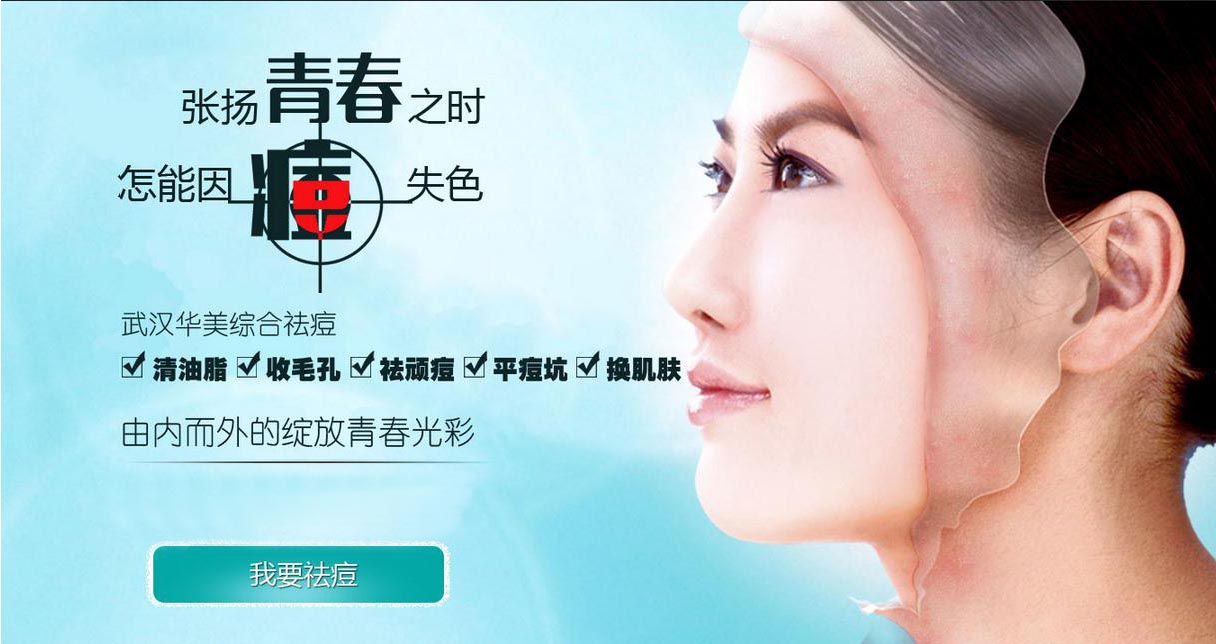 张扬青春之时
怎能因痘失色
武汉华美综合祛痘
清油脂 收毛孔 祛顽痘 平痘坑 换肌肤
由内而外的绽放青春光彩
我要祛痘